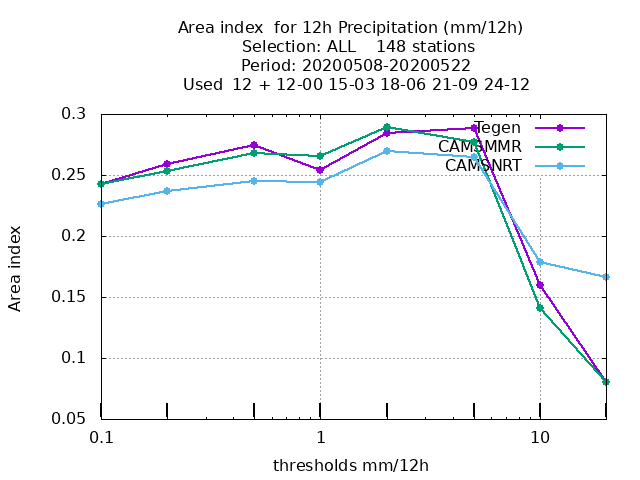 Area index  for 12h Precipitation (mm/12h)
Selection: ALL    148 stations
Period: 20200508-20200522
Used  12 + 12-00 15-03 18-06 21-09 24-12
Tegen
CAMSMMR
CAMSNRT
0.3
0.25
0.2
0.15
0.1
0.05
Area index
0.1 1 10
thresholds mm/12h